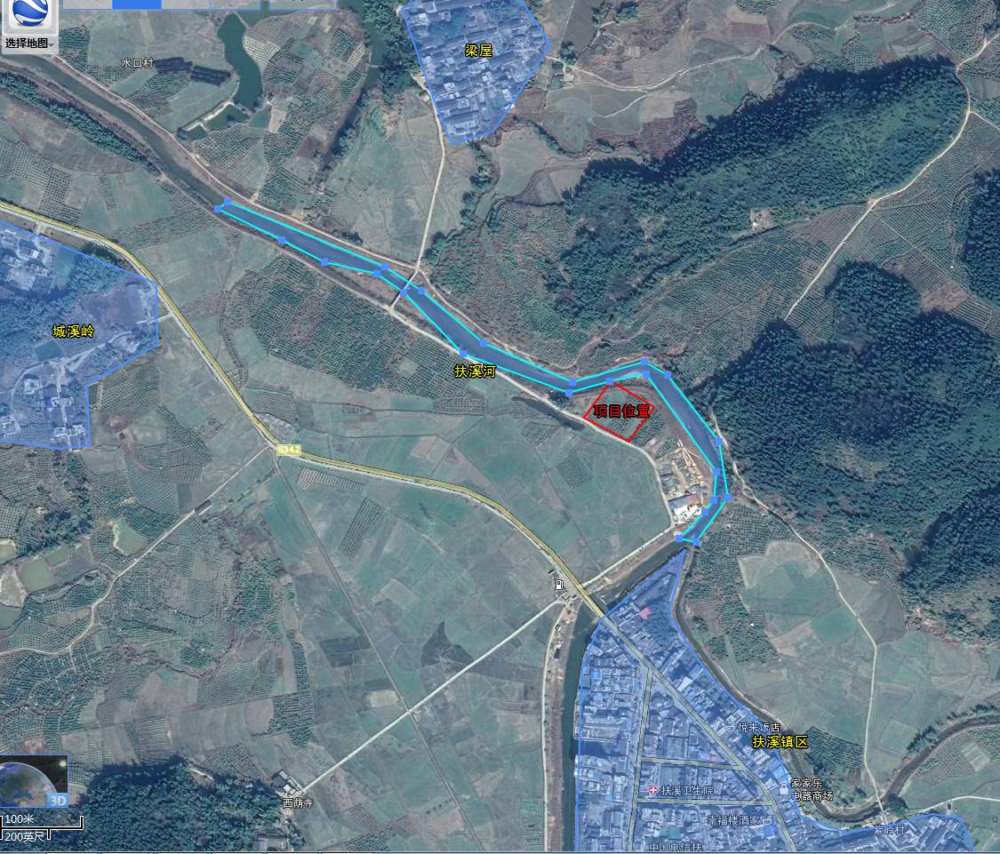 选择地图
水口村
梁屋
城溪岭
扶溪河
项目位置
S342
悦来饭店
扶溪镇区
家家乐
电器商场
扶溪卫生院
西荫寺
幸福楼酒家
紫岭村
中国电信扶
3D
100米
200英尺